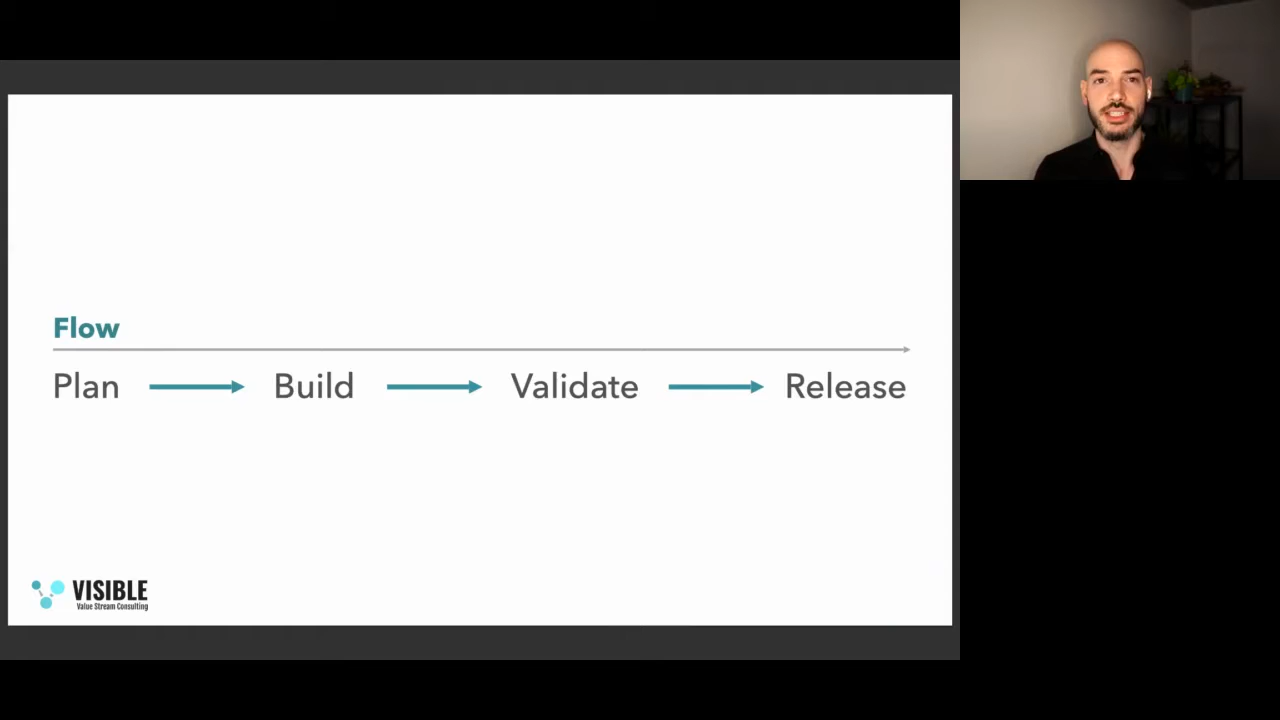 Flow
Plan Build Validate Release
VISIBLE
Value Stream Consulting